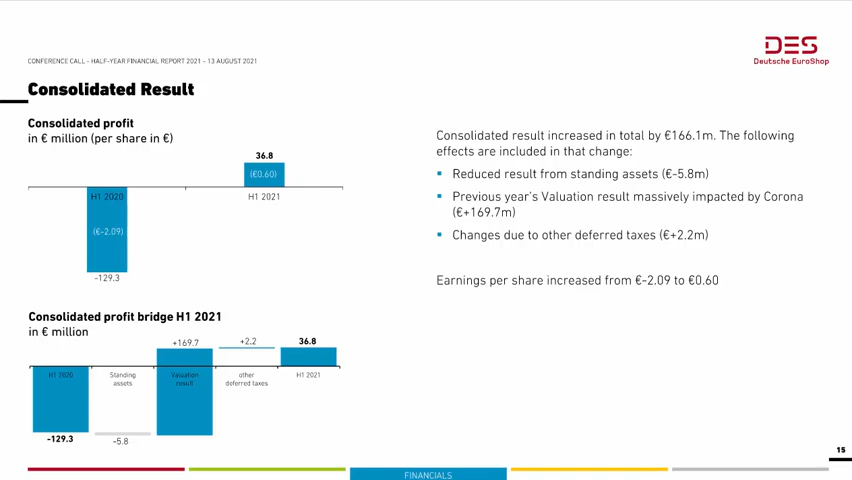 DES
Deutsche EuroShop
CONFERENCE CALL – HALF-YEAR FINANCIAL REPORT 2021 – 13 AUGUST 2021
Consolidated Result
Consolidated profit
in € million (per share in €)
36.8
(€0.60)
H1 2020
H1 2021
(€-2.09)
-129.3
Consolidated result increased in total by €166.1m. The following
effects are included in that change:
▪ Reduced result from standing assets (€-5.8m)
▪ Previous year's Valuation result massively impacted by Corona
(€+169.7m)
▪ Changes due to other deferred taxes (€+2.2m)
Earnings per share increased from €-2.09 to €0.60
Consolidated profit bridge H1 2021
in € million
+169.7
+2.2
36.8
H1 2020
Standing
assets
Valuation
result
other
deferred taxes
H1 2021
-129.3
-5.8
15
FINANCIALS